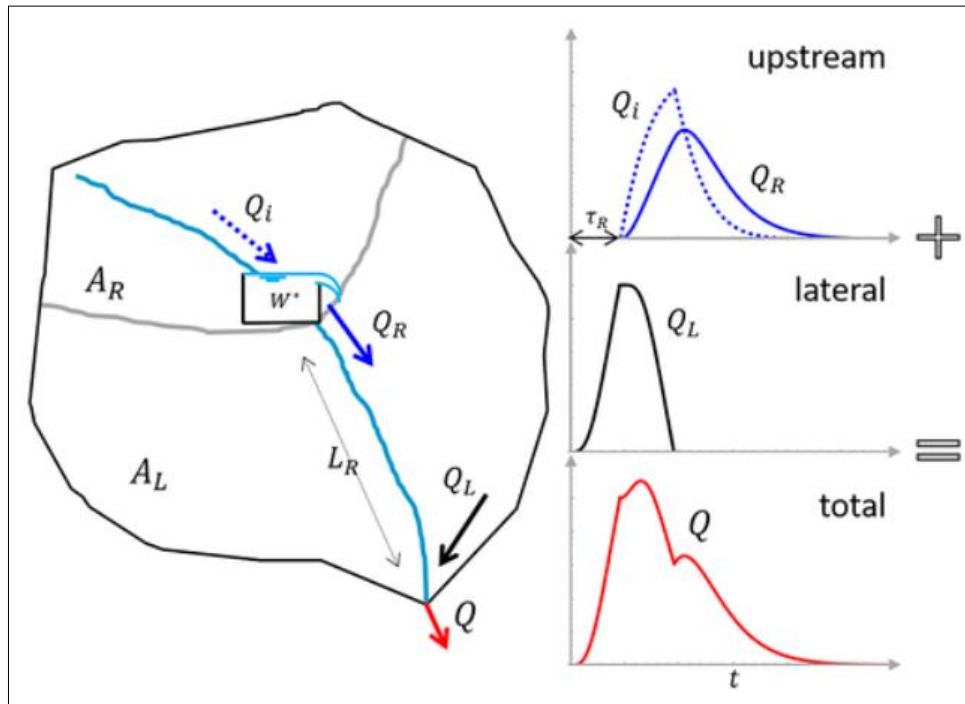 Q_i
A_R
W*
Q_R
L_R
A_L
Q_L
Q
upstream
Q_i
Q_R
τ_R
+
lateral
Q_L
=
total
Q
t